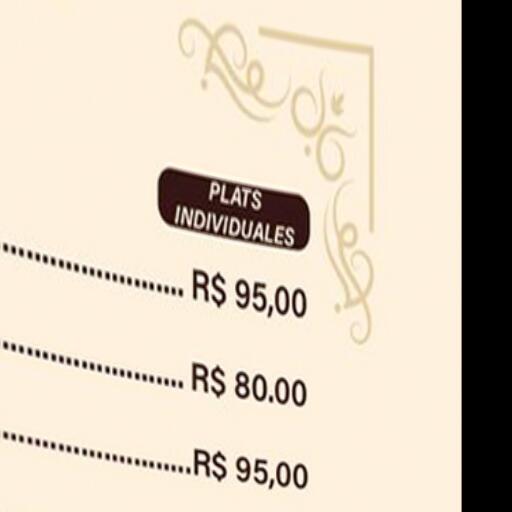 PLATS
INDIVIDUALES
........................ R$ 95,00
........................ R$ 80.00
........................R$ 95,00